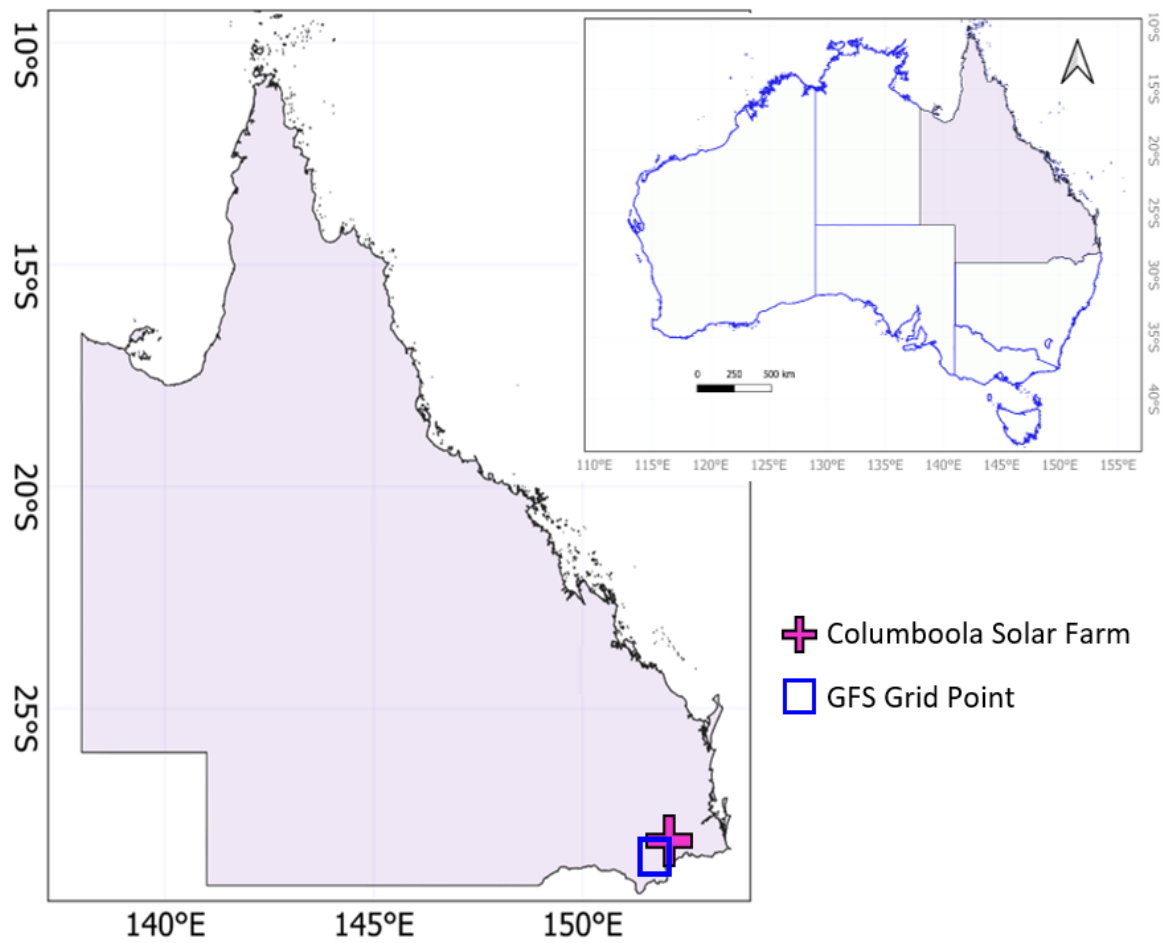 10°S
15°S
20°S
25°S
140°E
145°E
150°E
10°S
15°S
20°S
25°S
30°S
35°S
40°S
110°E 115°E 120°E 125°E 130°E 135°E 140°E 145°E 150°E 155°E
0 250 500 km
Columboola Solar Farm
GFS Grid Point